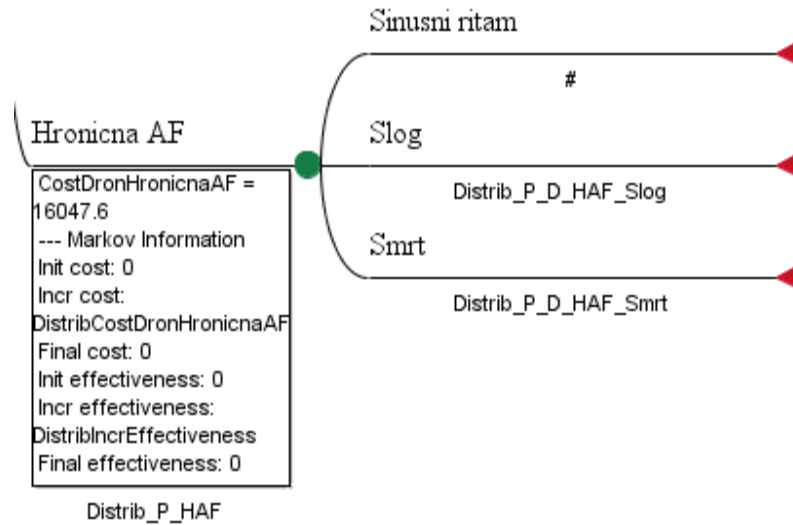 Sinusni ritam
#
Hronicna AF
Slog
CostDronHronicnaAF =
16047.6
--- Markov Information
Init cost: 0
Incr cost:
DistribCostDronHronicnaAF
Final cost: 0
Init effectiveness: 0
Incr effectiveness:
DistribIncrEffectiveness
Final effectiveness: 0
Distrib_P_HAF
Distrib_P_D_HAF_Slog
Smrt
Distrib_P_D_HAF_Smrt